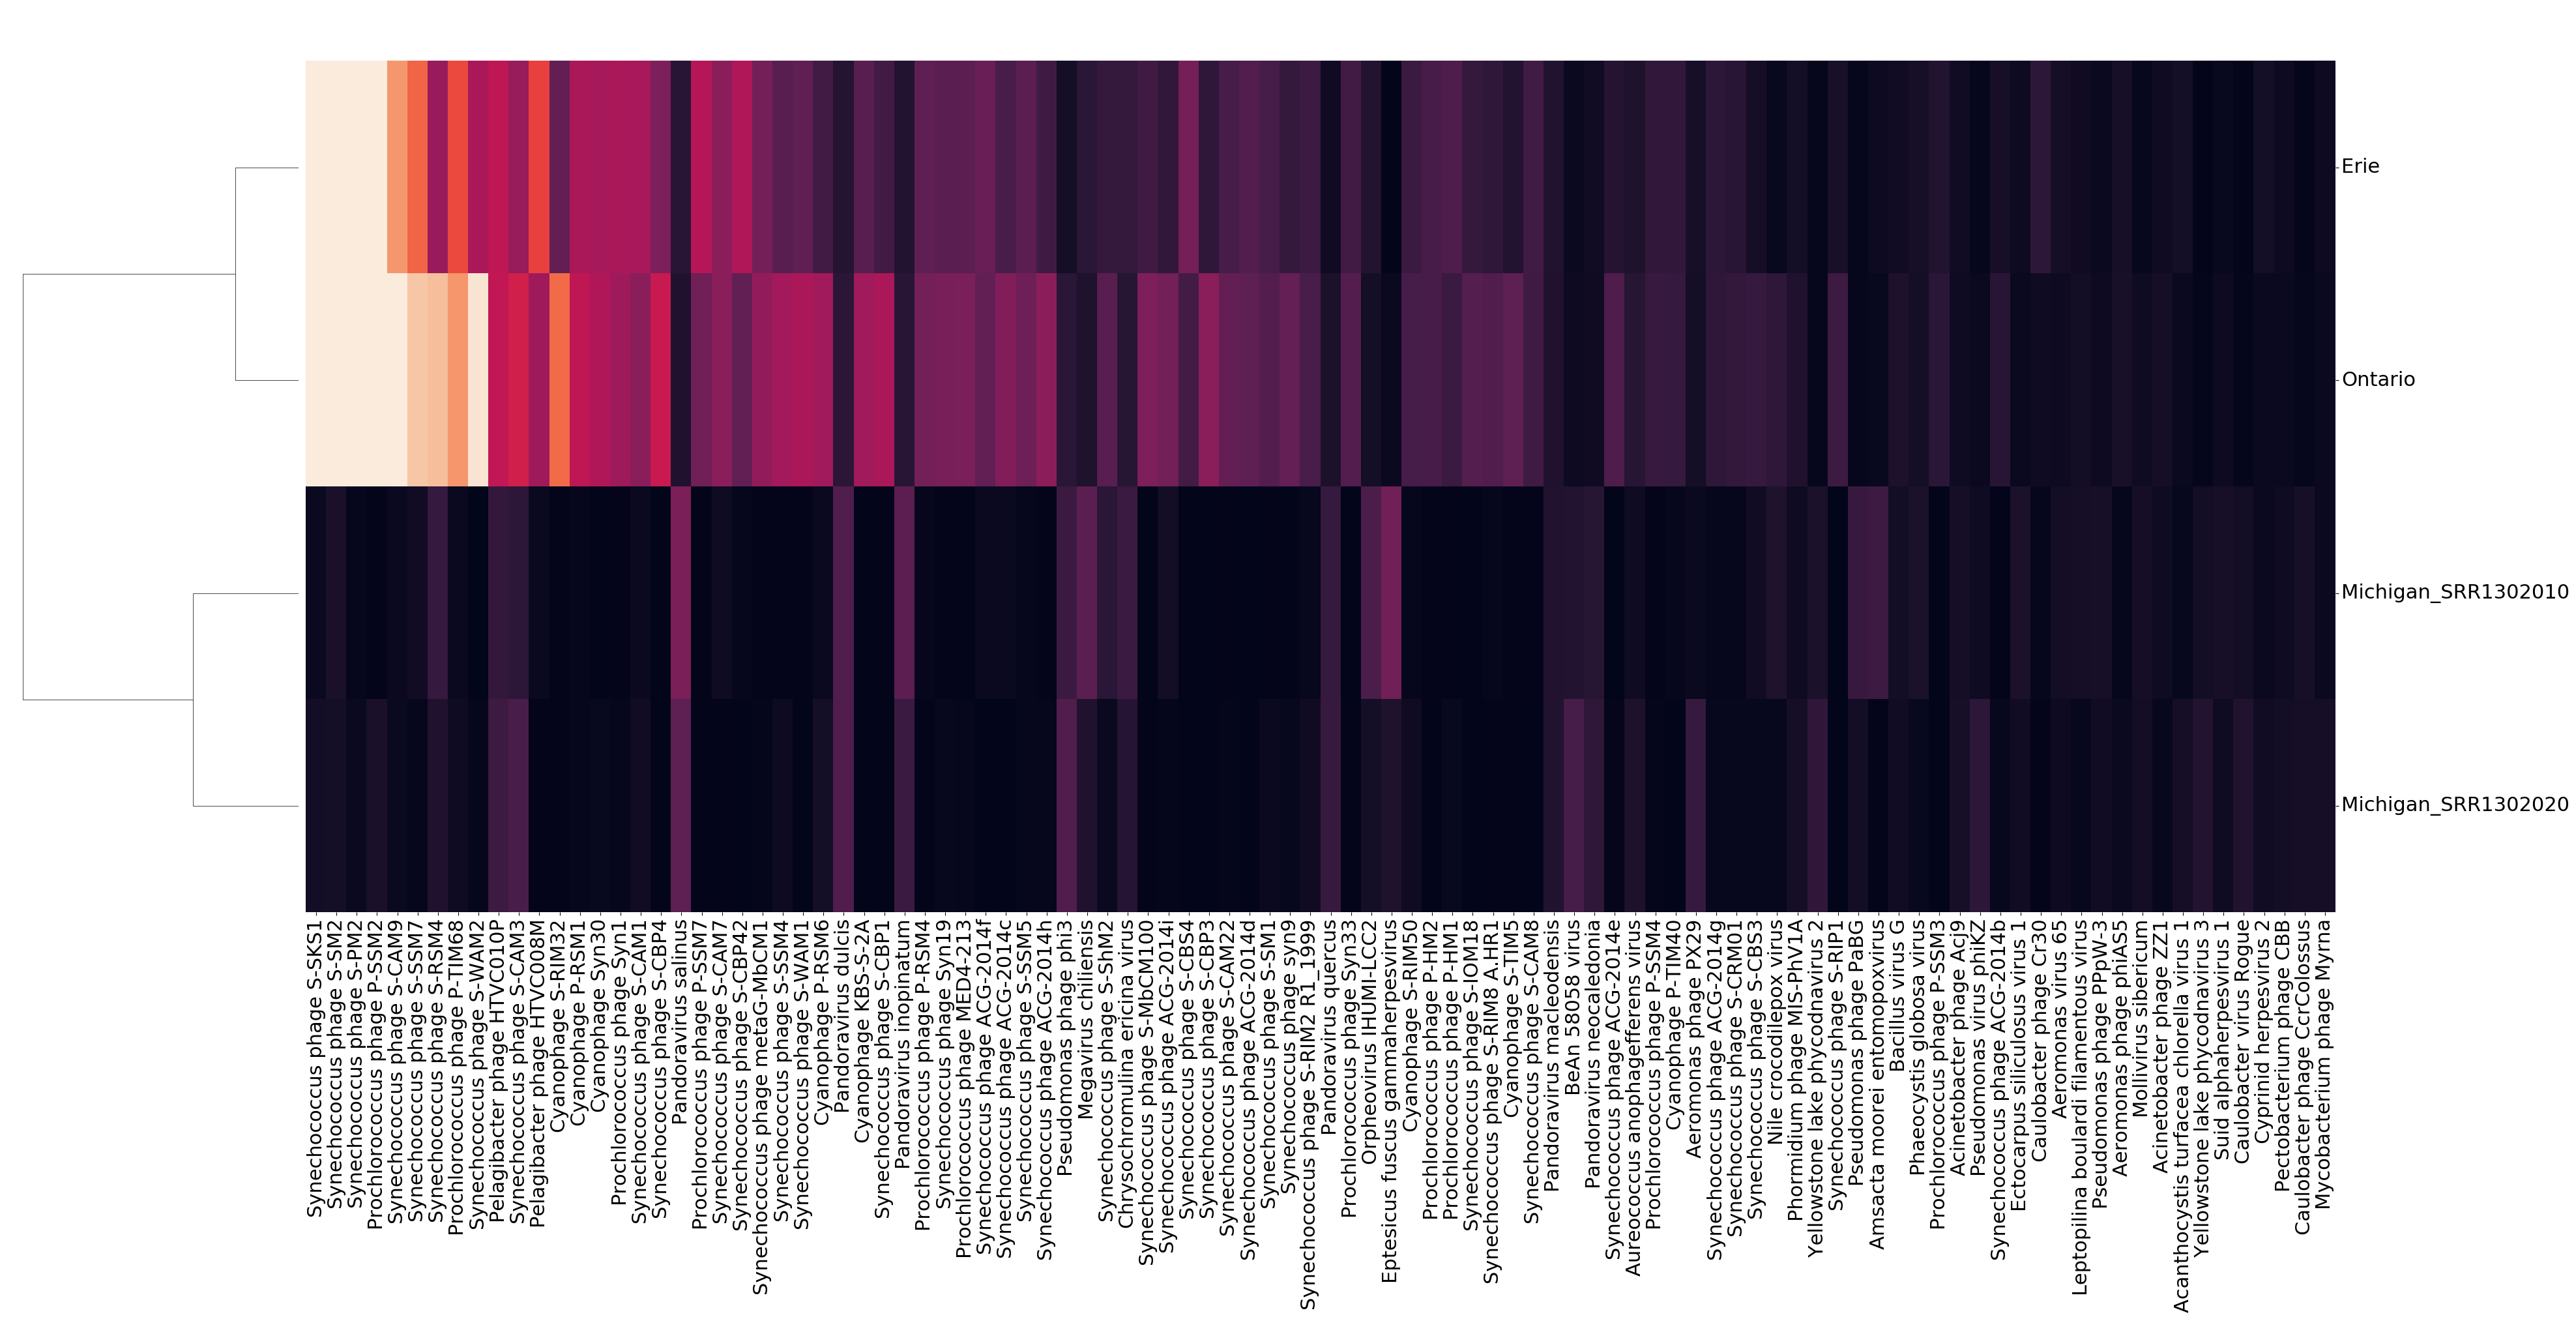 Erie
Ontario
Michigan_SRR1302010
Michigan_SRR1302020
Synechococcus phage S-SKS1
Synechococcus phage S-SM2
Synechococcus phage S-PM2
Prochlorococcus phage P-SSM2
Synechococcus phage S-CAM9
Synechococcus phage S-SSM7
Synechococcus phage S-RSM4
Prochlorococcus phage P-TIM68
Synechococcus phage S-WAM2
Pelagibacter phage HTVC010P
Synechococcus phage S-CAM3
Pelagibacter phage HTVC008M
Cyanophage S-RIM32
Cyanophage P-RSM1
Cyanophage Syn30
Prochlorococcus phage Syn1
Synechococcus phage S-CAM1
Synechococcus phage S-CBP4
Pandoravirus salinus
Prochlorococcus phage P-SSM7
Synechococcus phage S-CAM7
Synechococcus phage S-CBP42
Synechococcus phage metaG-MbCM1
Synechococcus phage S-SSM4
Synechococcus phage S-WAM1
Cyanophage P-RSM6
Pandoravirus dulcis
Cyanophage KBS-S-2A
Synechococcus phage S-CBP1
Pandoravirus inopinatum
Prochlorococcus phage P-RSM4
Synechococcus phage Syn19
Prochlorococcus phage MED4-213
Synechococcus phage ACG-2014f
Synechococcus phage ACG-2014c
Synechococcus phage S-SSM5
Synechococcus phage ACG-2014h
Pseudomonas phage phi3
Megavirus chiliensis
Synechococcus phage S-ShM2
Chrysochromulina ericina virus
Synechococcus phage S-MbCM100
Synechococcus phage ACG-2014i
Synechococcus phage S-CBS4
Synechococcus phage S-CBP3
Synechococcus phage S-CAM22
Synechococcus phage ACG-2014d
Synechococcus phage S-SM1
Synechococcus phage syn9
Synechococcus phage S-RIM2 R1_1999
Pandoravirus quercus
Prochlorococcus phage Syn33
Orpheovirus IHUMI-LCC2
Eptesicus fuscus gammaherpesvirus
Cyanophage S-RIM50
Prochlorococcus phage P-HM2
Prochlorococcus phage P-HM1
Synechococcus phage S-IOM18
Synechococcus phage S-RIM8 A.HR1
Cyanophage S-TIM5
Synechococcus phage S-CAM8
Pandoravirus macleodensis
BeAn 58058 virus
Pandoravirus neocaledonia
Synechococcus phage ACG-2014e
Aureococcus anophagefferens virus
Prochlorococcus phage P-SSM4
Cyanophage P-TIM40
Aeromonas phage PX29
Synechococcus phage ACG-2014g
Synechococcus phage S-CRM01
Synechococcus phage S-CBS3
Nile crocodilepox virus
Phormidium phage MIS-PhV1A
Yellowstone lake phycodnavirus 2
Synechococcus phage S-RIP1
Pseudomonas phage PaBG
Amsacta moorei entomopoxvirus
Bacillus virus G
Phaeocystis globosa virus
Prochlorococcus phage P-SSM3
Acinetobacter phage Acj9
Pseudomonas virus phiKZ
Synechococcus phage ACG-2014b
Ectocarpus siliculosus virus 1
Caulobacter phage Cr30
Aeromonas virus 65
Leptopilina boulardi filamentous virus
Pseudomonas phage PPpW-3
Aeromonas phage phiAS5
Mollivirus sibericum
Acinetobacter phage ZZ1
Acanthocystis turfacea chlorella virus 1
Yellowstone lake phycodnavirus 3
Suid alphaherpesvirus 1
Caulobacter virus Rogue
Cyprinid herpesvirus 2
Pectobacterium phage CBB
Caulobacter phage CcrColossus
Mycobacterium phage Myrna